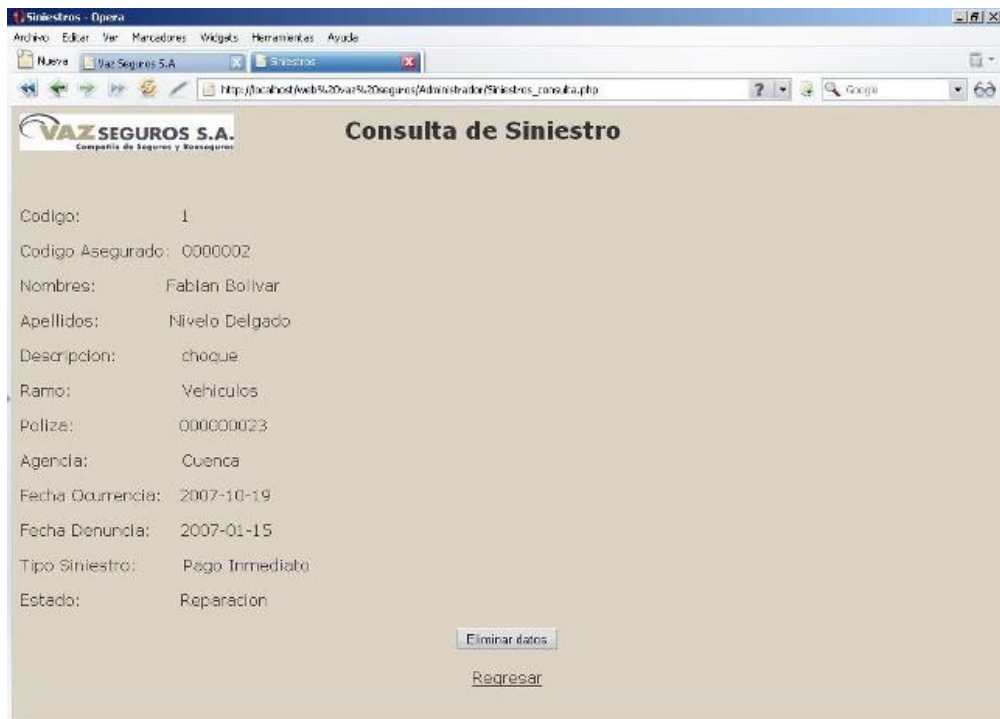 Siniestros - Opera
Archivo Editar Ver Marcadores Widgets Herramientas Ayuda
Nueva Vaz Seguros S.A Siniestros
http://localhost/web%20vaz%20seguros/Administrador/Siniestros_consulta.php ? Google
VAZ SEGUROS S.A. Consulta de Siniestro
Compañía de Seguros y Reaseguros
Codigo: 1
Codigo Asegurado: 0000002
Nombres: Fabian Bolivar
Apellidos: Nivelo Delgado
Descripcion: choque
Ramo: Vehiculos
Poliza: 000000023
Agencia: Cuenca
Fecha Ocurrencia: 2007-10-19
Fecha Denuncia: 2007-01-15
Tipo Siniestro: Pago Inmediato
Estado: Reparacion
Eliminar datos
Regresar